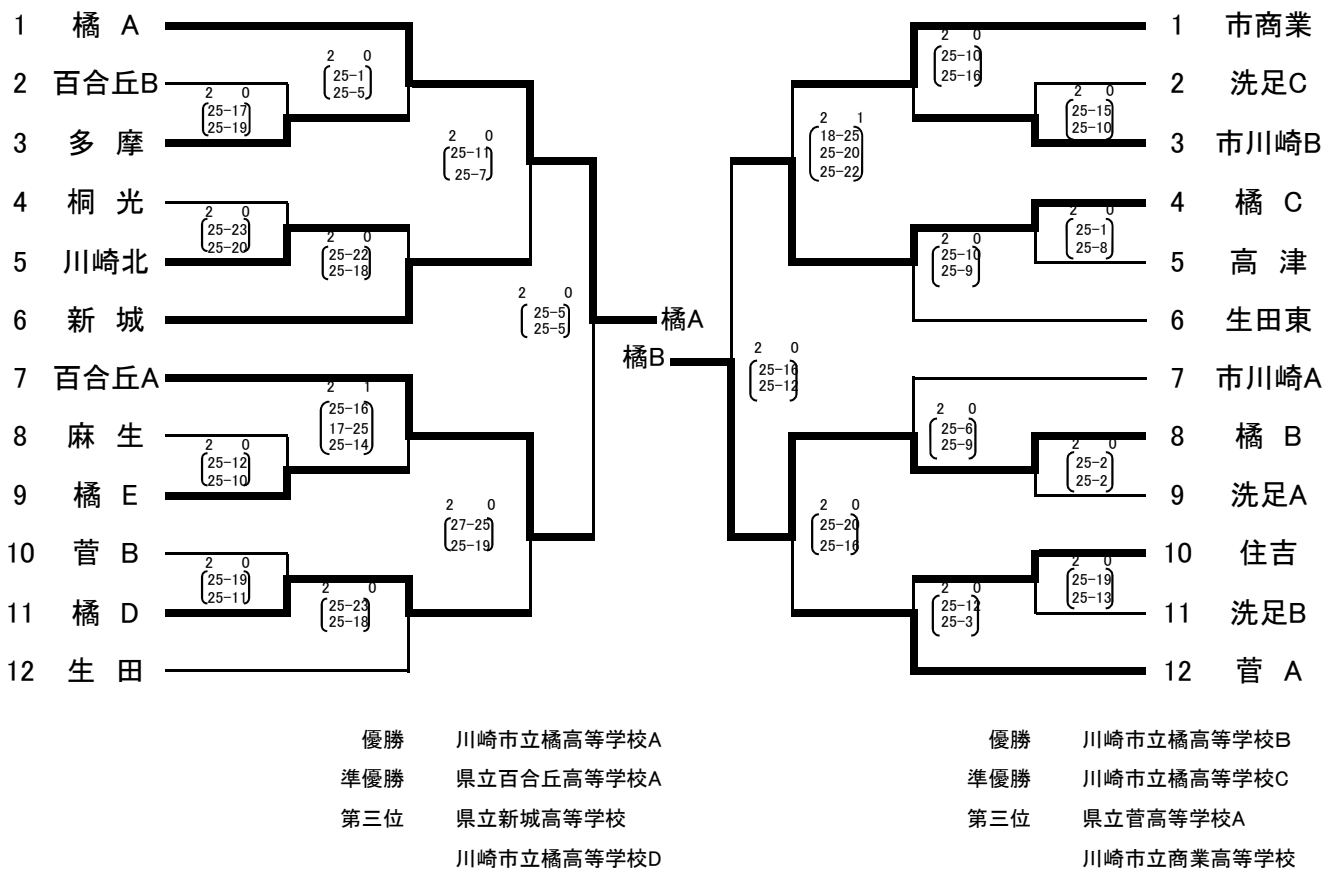 1 橘 A
2 0
25-1
25-5
2 百合丘B
2 0
25-17
25-19
3 多 摩
2 0
25-11
25-7
4 桐 光
2 0
25-23
25-20
5 川崎北
2 0
25-22
25-18
6 新 城
2 0
25-5
25-5
橘A
7 百合丘A
2 1
25-16
17-25
25-14
8 麻 生
2 0
25-12
25-10
9 橘 E
2 0
27-25
25-19
10 菅 B
2 0
25-19
25-11
11 橘 D
2 0
25-23
25-18
12 生 田
1 市商業
2 0
25-10
25-16
2 洗足C
2 0
25-15
25-10
3 市川崎B
2 1
18-25
25-20
25-22
4 橘 C
2 0
25-1
25-8
5 高 津
2 0
25-10
25-9
6 生田東
橘B
2 0
25-16
25-12
7 市川崎A
2 0
25-6
25-9
8 橘 B
2 0
25-2
25-2
9 洗足A
2 0
25-20
25-16
10 住吉
2 0
25-19
25-13
11 洗足B
2 0
25-12
25-3
12 菅 A
優勝 川崎市立橘高等学校A
準優勝 県立百合丘高等学校A
第三位 県立新城高等学校
川崎市立橘高等学校D
優勝 川崎市立橘高等学校B
準優勝 川崎市立橘高等学校C
第三位 県立菅高等学校A
川崎市立商業高等学校